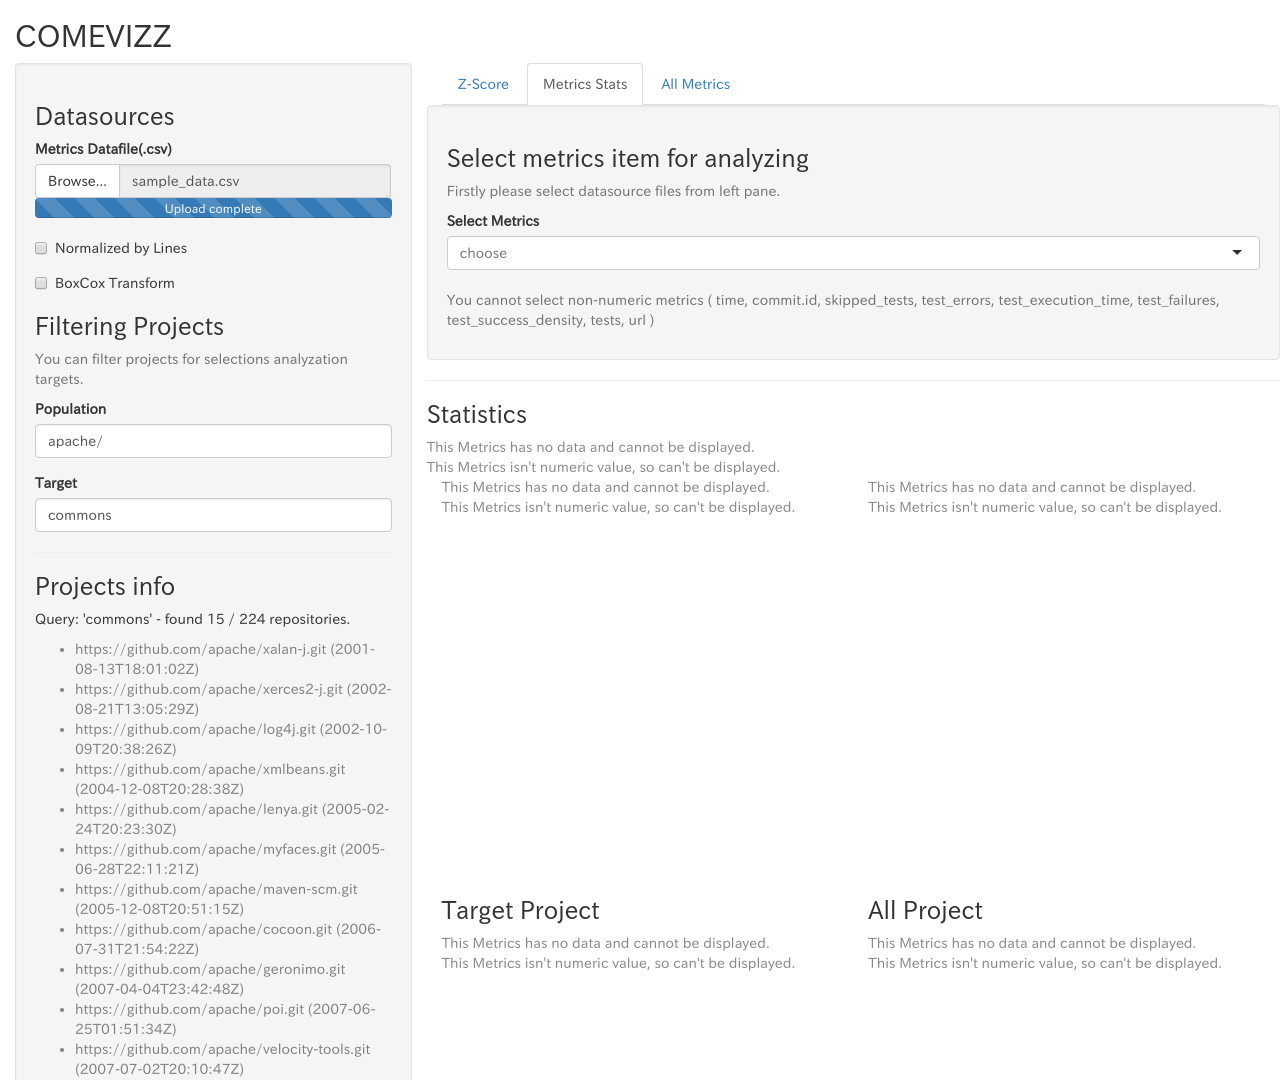 COMEVIZZ
Datasources
Metrics Datafile(.csv)
Browse... sample_data.csv
Upload complete
Normalized by Lines
BoxCox Transform
Filtering Projects
You can filter projects for selections analyzation
targets.
Population
apache/
Target
commons
Projects info
Query: 'commons' - found 15 / 224 repositories.
https://github.com/apache/xalan-j.git (2001-
08-13T18:01:02Z)
https://github.com/apache/xerces2-j.git (2002-
08-21T13:05:29Z)
https://github.com/apache/log4j.git (2002-10-
09T20:38:26Z)
https://github.com/apache/xmlbeans.git
(2004-12-08T20:28:38Z)
https://github.com/apache/lenya.git (2005-02-
24T20:23:30Z)
https://github.com/apache/myfaces.git (2005-
06-28T22:11:21Z)
https://github.com/apache/maven-scm.git
(2005-12-08T20:51:15Z)
https://github.com/apache/cocoon.git (2006-
07-31T21:54:22Z)
https://github.com/apache/geronimo.git
(2007-04-04T23:42:48Z)
https://github.com/apache/poi.git (2007-06-
25T01:51:34Z)
https://github.com/apache/velocity-tools.git
(2007-07-02T20:10:47Z)
Z-Score Metrics Stats All Metrics
Select metrics item for analyzing
Firstly please select datasource files from left pane.
Select Metrics
choose
You cannot select non-numeric metrics ( time, commit.id, skipped_tests, test_errors, test_execution_time, test_failures,
test_success_density, tests, url )
Statistics
This Metrics has no data and cannot be displayed.
This Metrics isn't numeric value, so can't be displayed.
This Metrics has no data and cannot be displayed.
This Metrics isn't numeric value, so can't be displayed.
This Metrics has no data and cannot be displayed.
This Metrics isn't numeric value, so can't be displayed.
Target Project
This Metrics has no data and cannot be displayed.
This Metrics isn't numeric value, so can't be displayed.
All Project
This Metrics has no data and cannot be displayed.
This Metrics isn't numeric value, so can't be displayed.